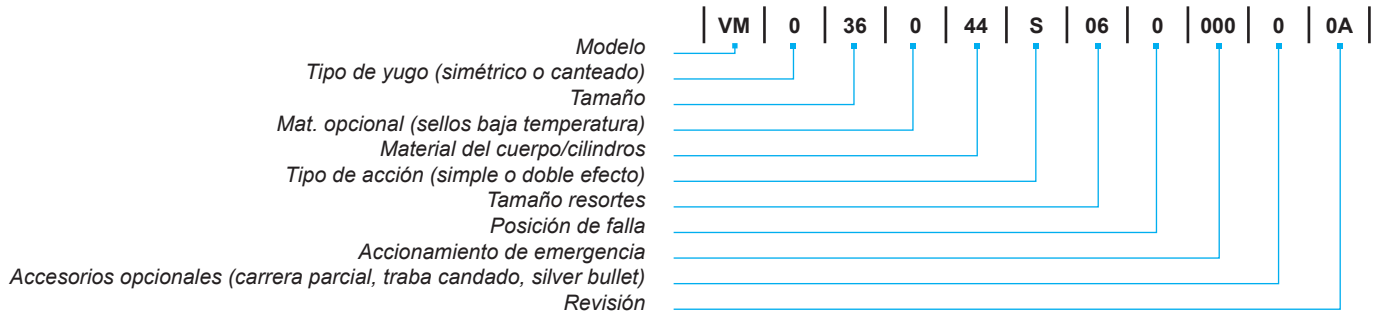 VM 0 36 0 44 S 06 0 000 0 0A
Modelo
Tipo de yugo (simétrico o canteado)
Tamaño
Mat. opcional (sellos baja temperatura)
Material del cuerpo/cilindros
Tipo de acción (simple o doble efecto)
Tamaño resortes
Posición de falla
Accionamiento de emergencia
Accesorios opcionales (carrera parcial, traba candado, silver bullet)
Revisión